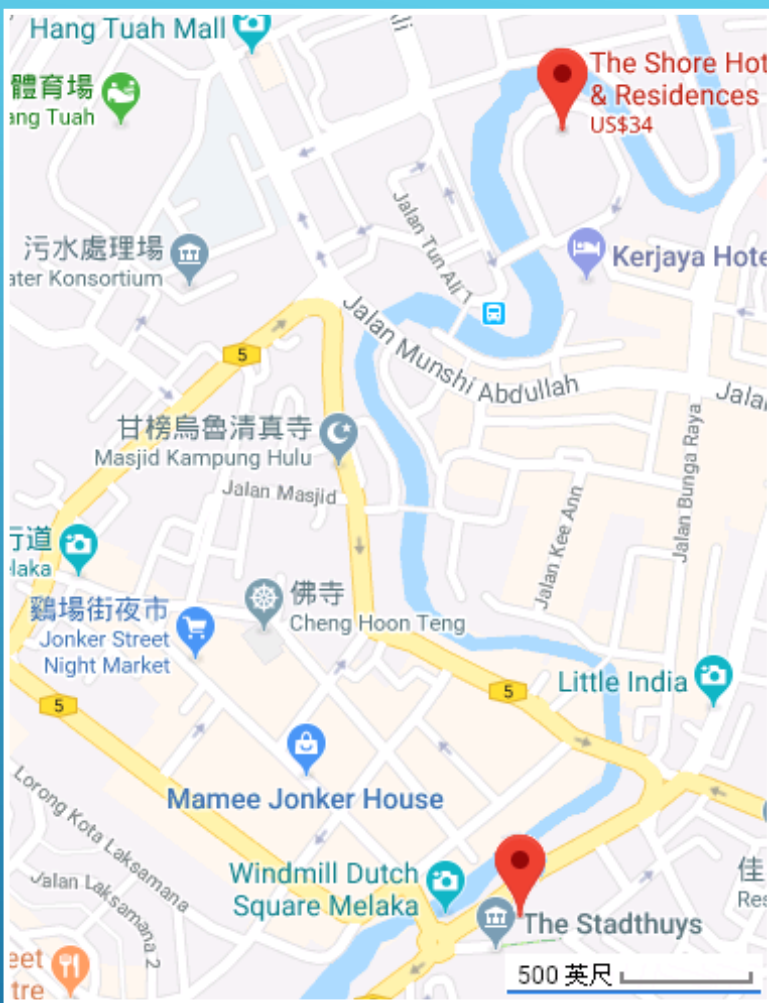 Hang Tuah Mall
體育場
ang Tuah
The Shore Hot
& Residences
US$34
Jalan Tun Ali 1
污水處理場
ater Konsortium
Kerjaya Hote
5
Jalan Munshi Abdullah
Jala
甘榜烏魯清真寺
Masjid Kampung Hulu
Jalan Masjid
Jalan Kee Ann
Jalan Bunga Raya
行道
laka
佛寺
Cheng Hoon Teng
鷄場街夜市
Jonker Street
Night Market
Little India
5
5
Mamee Jonker House
Lorong Kota Laksamana
Jalan Laksamana 2
Windmill Dutch
Square Melaka
The Stadthuys
佳
Res
eet
tre
500 英尺